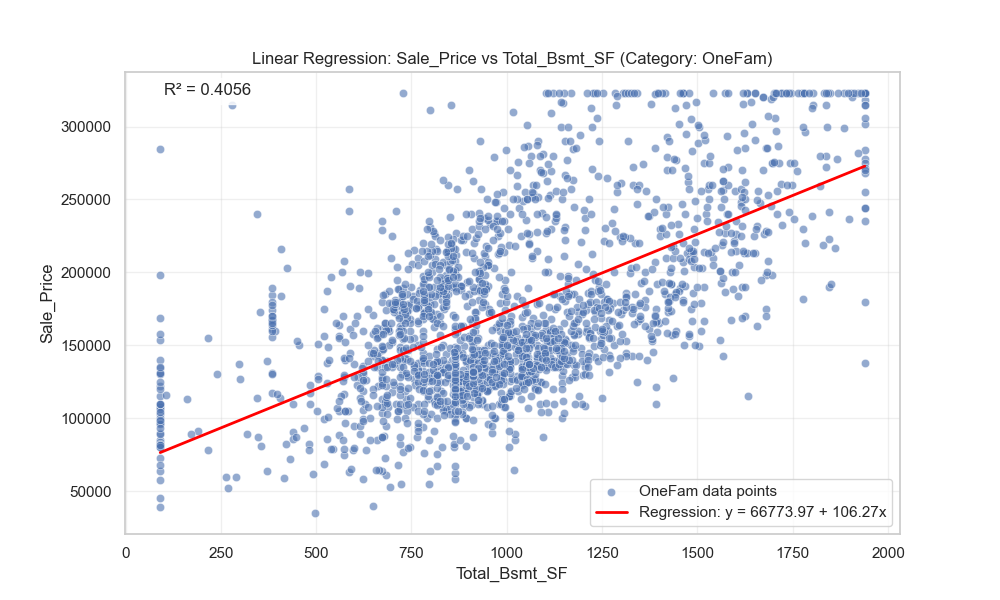 Linear Regression: Sale_Price vs Total_Bsmt_SF (Category: OneFam)
R² = 0.4056
Sale_Price
300000
250000
200000
150000
100000
50000
OneFam data points
Regression: y = 66773.97 + 106.27x
0 250 500 750 1000 1250 1500 1750 2000
Total_Bsmt_SF